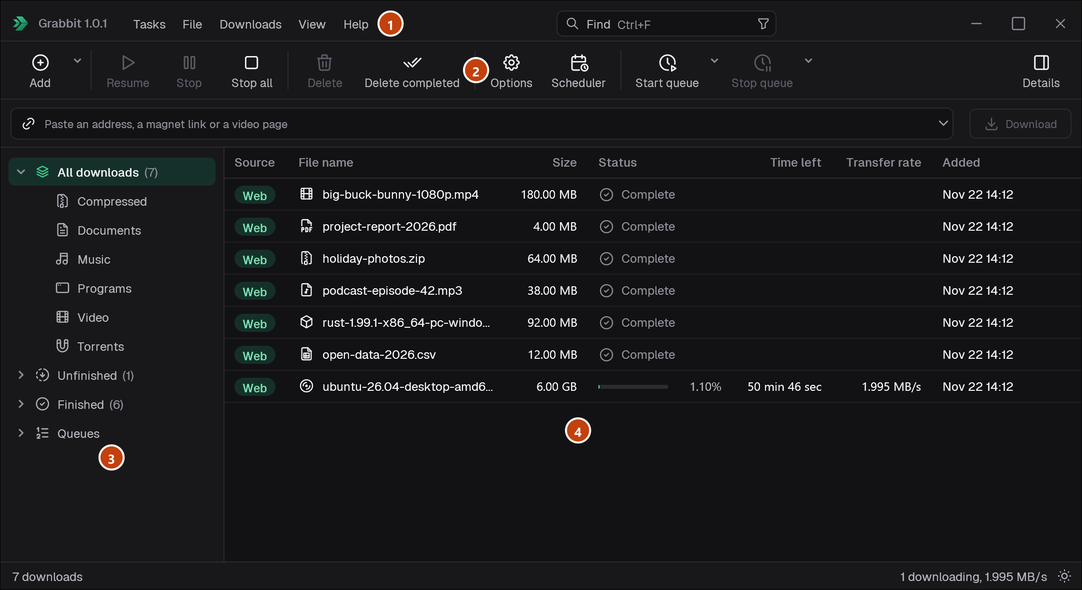 Grabbit 1.0.1 Tasks File Downloads View Help 1 Find Ctrl+F
Add Resume Stop Stop all Delete Delete completed 2 Options Scheduler Start queue Stop queue Details
Paste an address, a magnet link or a video page Download
All downloads (7)
Compressed
Documents
Music
Programs
Video
Torrents
Unfinished (1)
Finished (6)
Queues
3
Source File name Size Status Time left Transfer rate Added
Web big-buck-bunny-1080p.mp4 180.00 MB Complete Nov 22 14:12
Web project-report-2026.pdf 4.00 MB Complete Nov 22 14:12
Web holiday-photos.zip 64.00 MB Complete Nov 22 14:12
Web podcast-episode-42.mp3 38.00 MB Complete Nov 22 14:12
Web rust-1.99.1-x86_64-pc-windo... 92.00 MB Complete Nov 22 14:12
Web open-data-2026.csv 12.00 MB Complete Nov 22 14:12
Web ubuntu-26.04-desktop-amd6... 6.00 GB 1.10% 50 min 46 sec 1.995 MB/s Nov 22 14:12
4
7 downloads 1 downloading, 1.995 MB/s